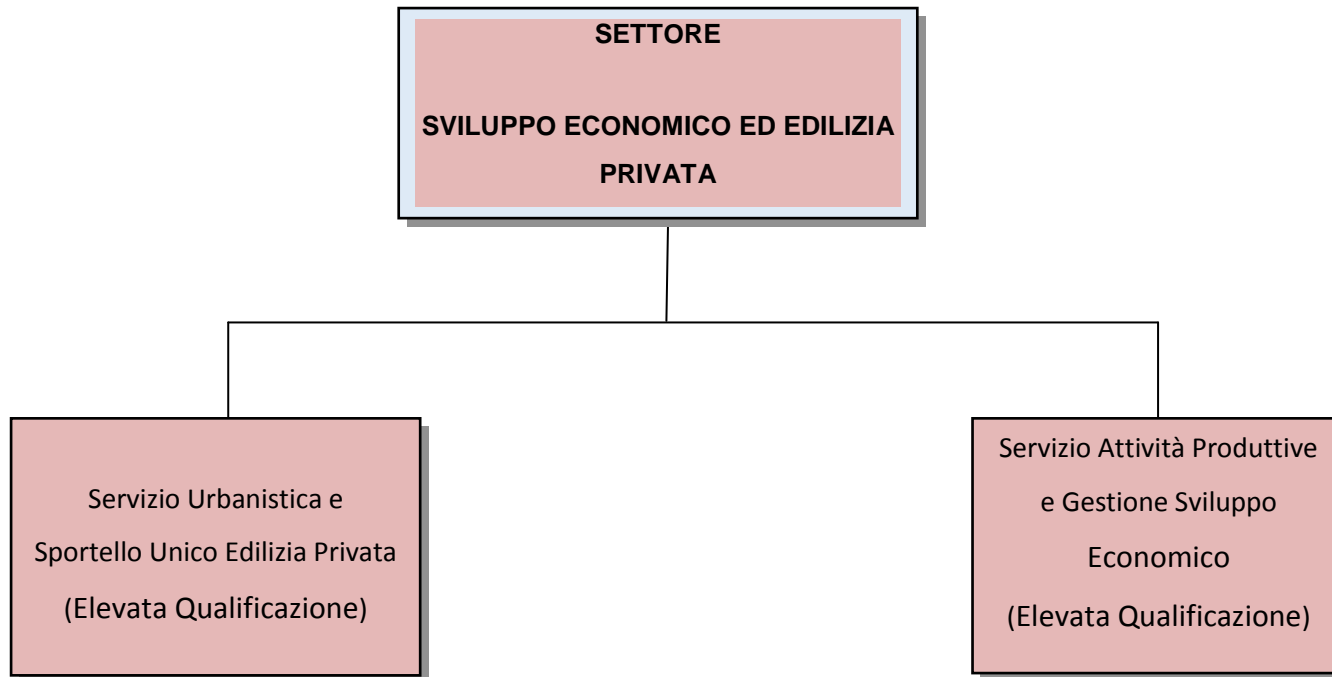 SETTORE
SVILUPPO ECONOMICO ED EDILIZIA
PRIVATA
Servizio Urbanistica e
Sportello Unico Edilizia Privata
(Elevata Qualificazione)
Servizio Attività Produttive
e Gestione Sviluppo
Economico
(Elevata Qualificazione)